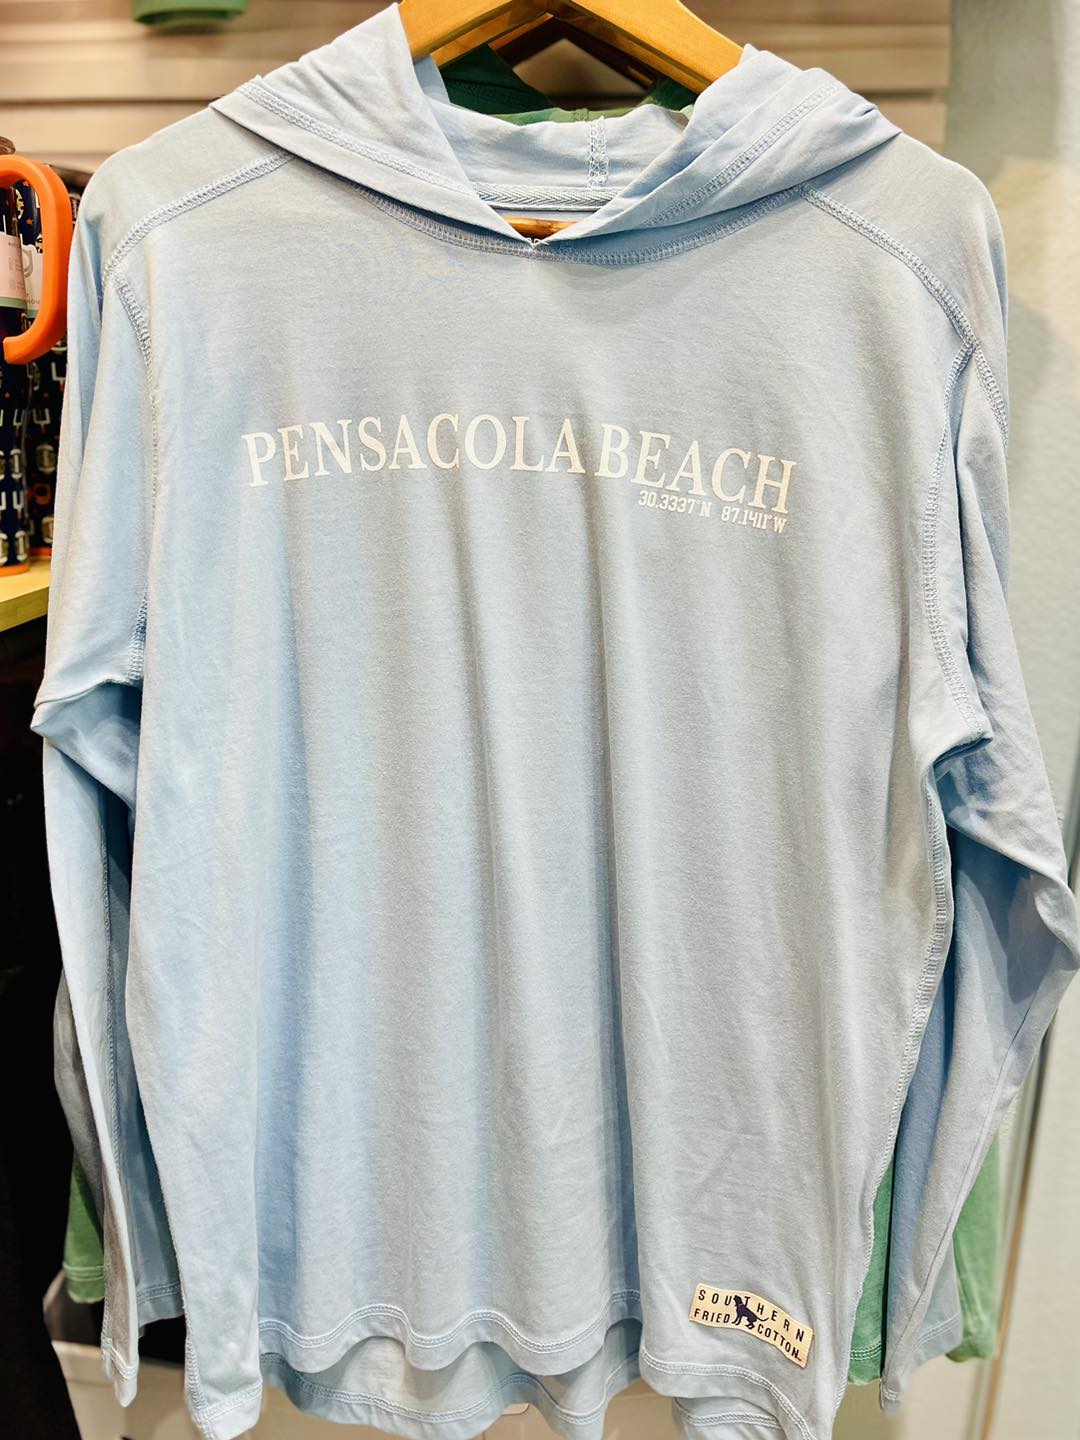 PENSACOLA BEACH
30.3337°N 87.1411°W
SOUTHERN
FRIED COTTON